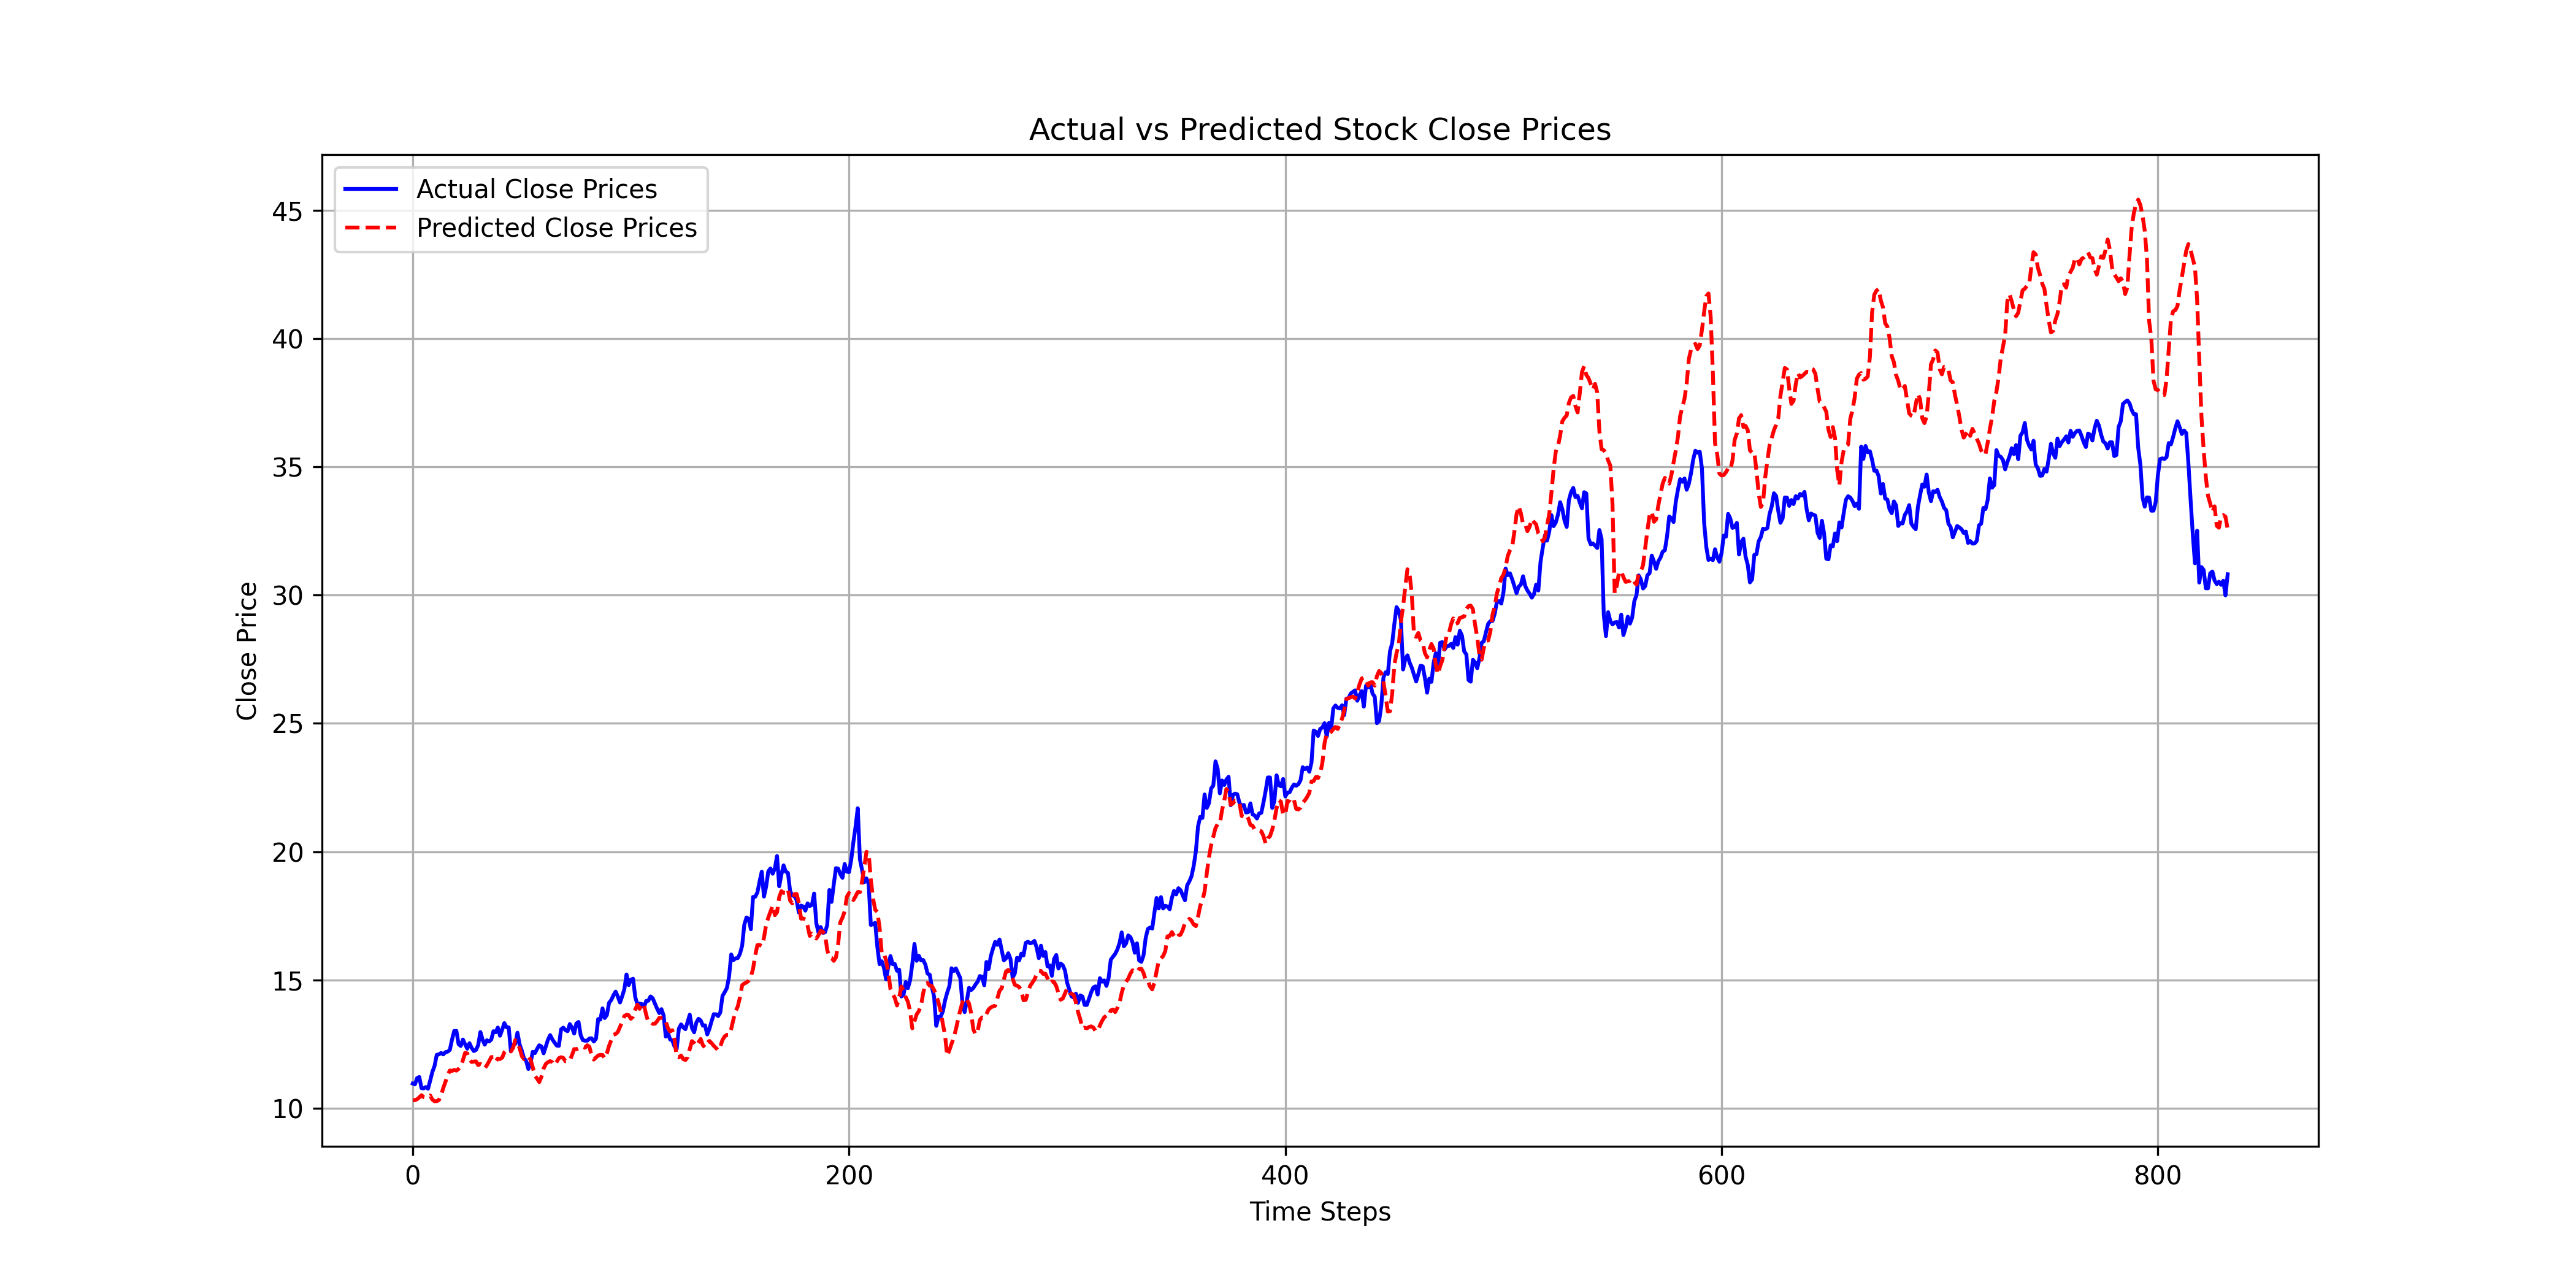 Actual vs Predicted Stock Close Prices
Actual Close Prices
Predicted Close Prices
45
40
35
30
25
20
15
10
Close Price
0 200 400 600 800
Time Steps